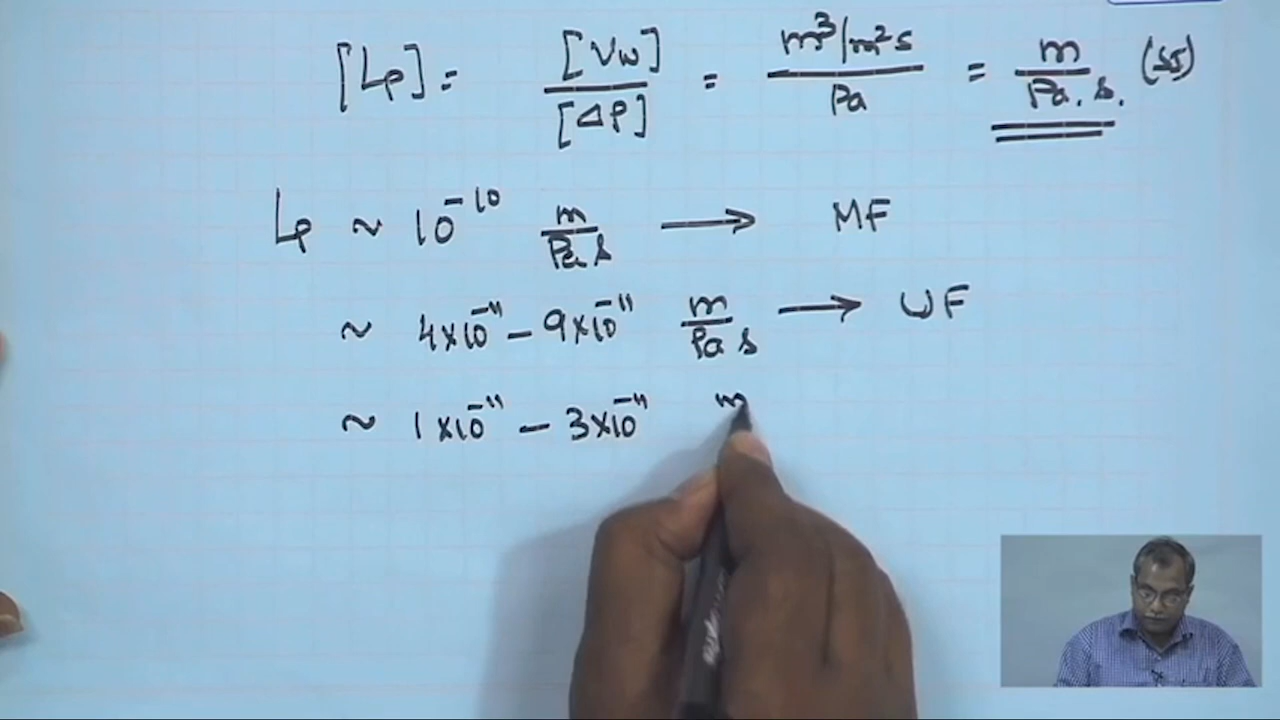 [Lp] = [Vw] / [ΔP] = m³/m²s / Pa = m / Pa. s. (SI)
Lp ~ 10⁻¹⁰ m / Pa s → MF
~ 4×10⁻¹¹ – 9×10⁻¹¹ m / Pa s → UF
~ 1×10⁻¹¹ – 3×10⁻¹¹ m